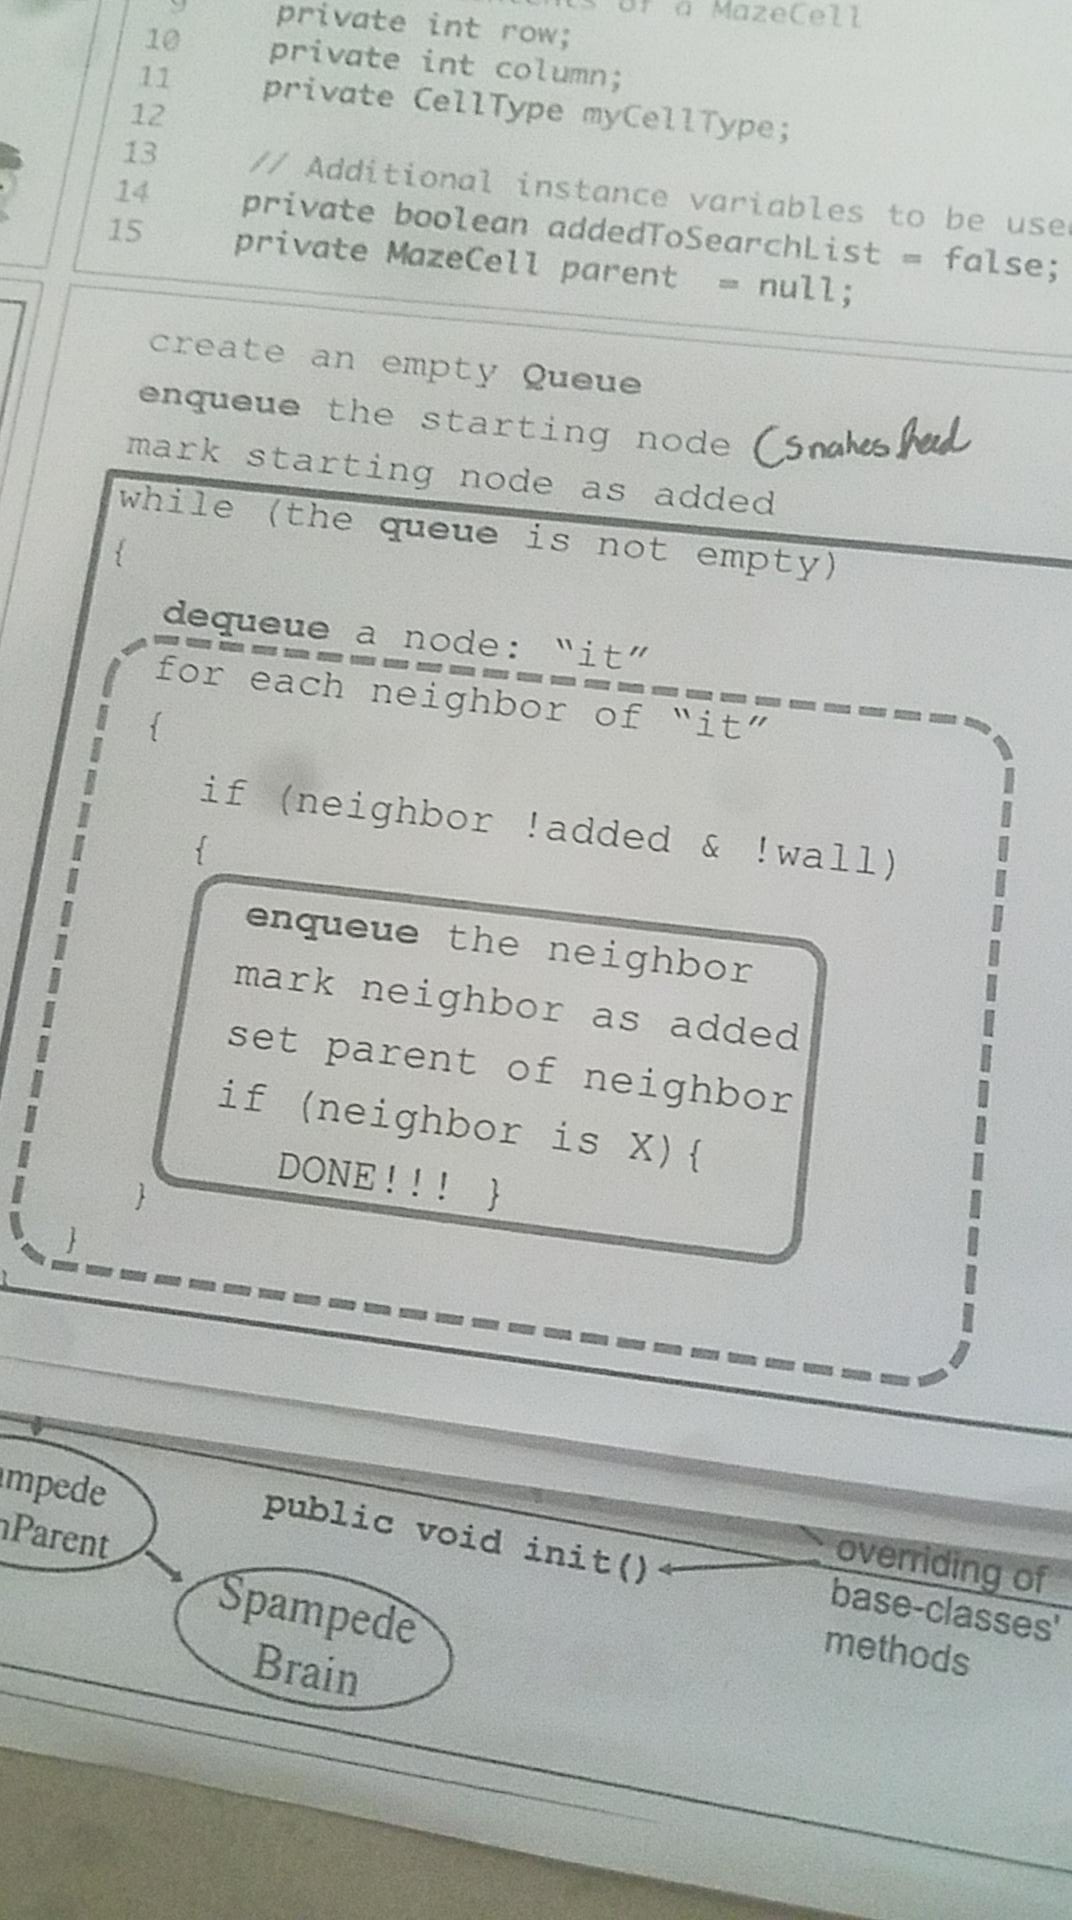 9
of a MazeCell
private int row;
10 private int column;
11 private CellType myCellType;
12
13 // Additional instance variables to be use
14 private boolean addedToSearchList = false;
15 private MazeCell parent = null;
create an empty Queue
enqueue the starting node (Snakes head
mark starting node as added
while (the queue is not empty)
{
dequeue a node: "it"
for each neighbor of "it"
{
if (neighbor !added & !wall)
{
enqueue the neighbor
mark neighbor as added
set parent of neighbor
if (neighbor is X) {
DONE!!! }
}
}
}
mpede
Parent
public void init()
overriding of
base-classes'
methods
Spampede
Brain